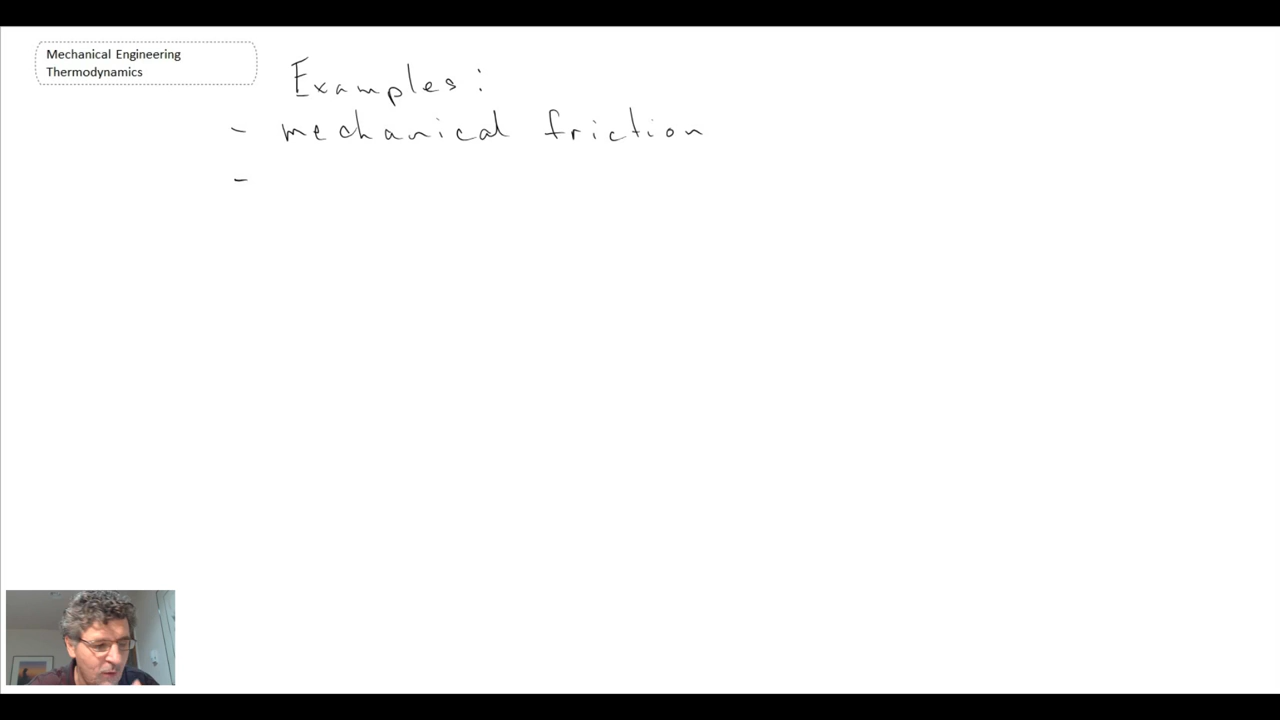 Mechanical Engineering
Thermodynamics
Examples:
- mechanical friction
-